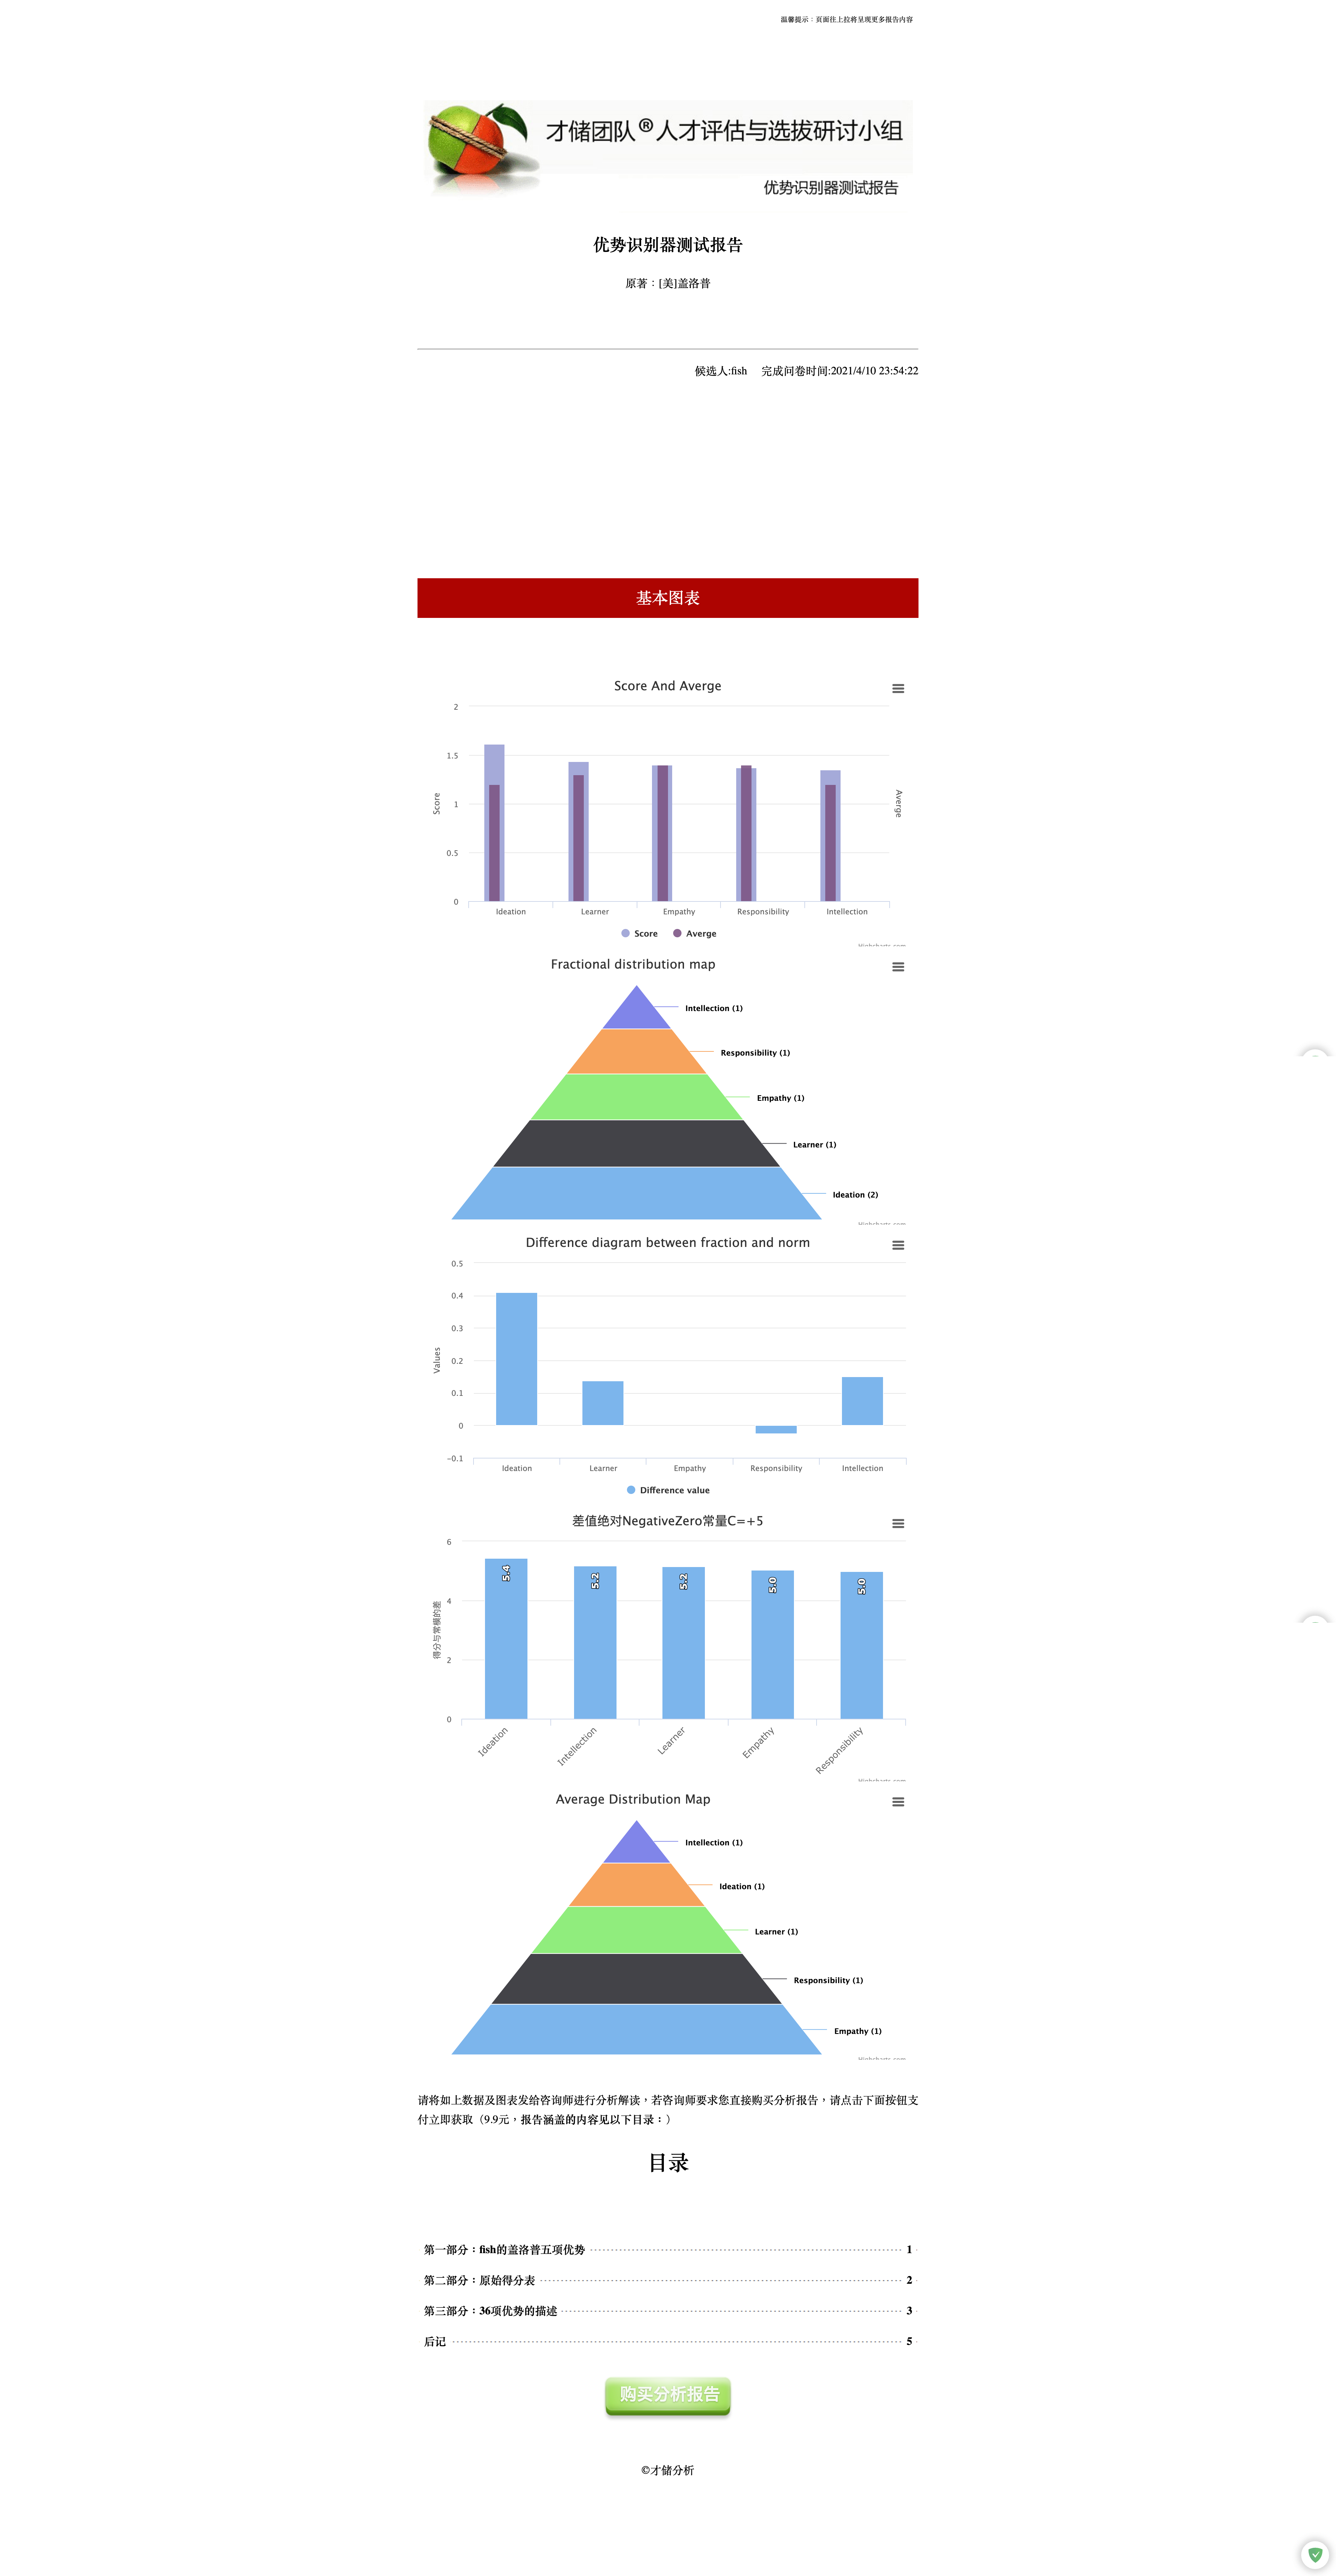 温馨提示：页面往上拉将呈现更多报告内容
才储团队®人才评估与选拔研讨小组
优势识别器测试报告
优势识别器测试报告
原著：[美]盖洛普
候选人:fish 完成问卷时间:2021/4/10 23:54:22
基本图表
Score And Averge
2
1.5
1
0.5
0
Score
Averge
Ideation Learner Empathy Responsibility Intellection
Score Averge
Highcharts.com
Fractional distribution map
Intellection (1)
Responsibility (1)
Empathy (1)
Learner (1)
Ideation (2)
Highcharts.com
Difference diagram between fraction and norm
0.5
0.4
0.3
0.2
0.1
0
-0.1
Values
Ideation Learner Empathy Responsibility Intellection
Difference value
差值绝对NegativeZero常量C=+5
6
4
2
0
得分与常模的差
5.4 5.2 5.2 5.0 5.0
Ideation Intellection Learner Empathy Responsibility
Highcharts.com
Average Distribution Map
Intellection (1)
Ideation (1)
Learner (1)
Responsibility (1)
Empathy (1)
Highcharts.com
请将如上数据及图表发给咨询师进行分析解读，若咨询师要求您直接购买分析报告，请点击下面按钮支
付立即获取（9.9元，报告涵盖的内容见以下目录：）
目录
第一部分：fish的盖洛普五项优势 1
第二部分：原始得分表 2
第三部分：36项优势的描述 3
后记 5
购买分析报告
©才储分析